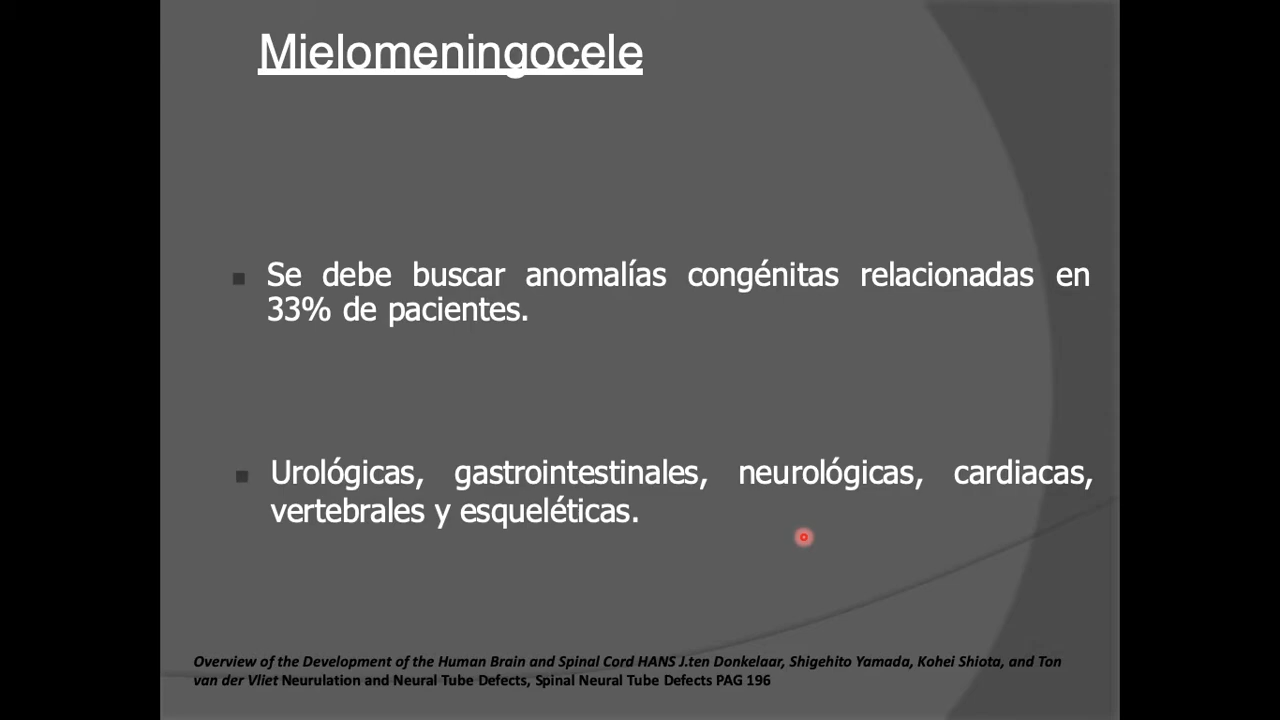 Mielomeningocele
Se debe buscar anomalías congénitas relacionadas en
33% de pacientes.
Urológicas, gastrointestinales, neurológicas, cardiacas,
vertebrales y esqueléticas.
Overview of the Development of the Human Brain and Spinal Cord HANS J.ten Donkelaar, Shigehito Yamada, Kohei Shiota, and Ton
van der Vliet Neurulation and Neural Tube Defects, Spinal Neural Tube Defects PAG 196